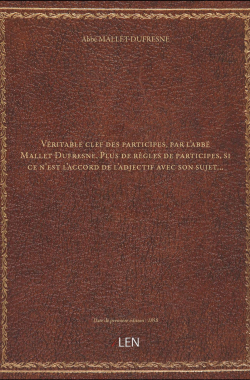 Abbé MALLET-DUFRESNE
Véritable clef des participes, par l'abbé
Mallet Dufresne. Plus de règles de participes, si
ce n'est l'accord de l'adjectif avec son sujet...
Date de première édition :
LEN